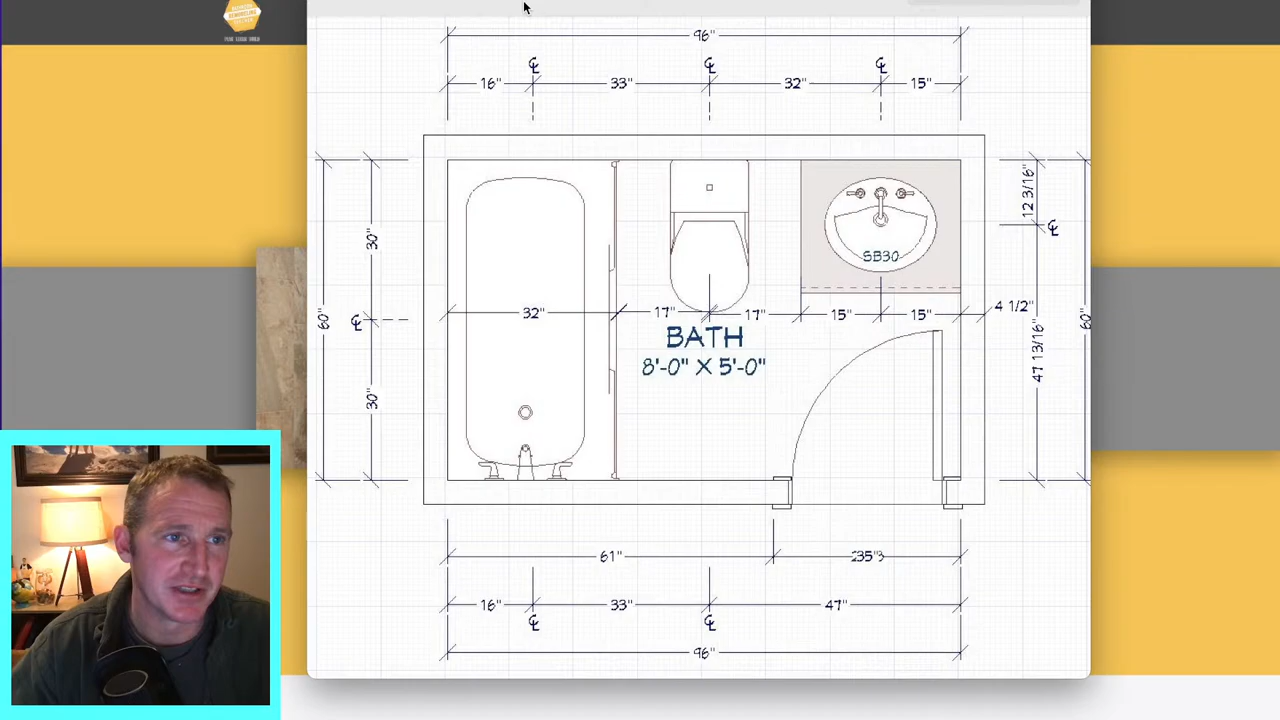 96"
16" 33" 32" 15"
12 3/16"
30"
SB30
60" 60"
32" 17" 17" 15" 15" 4 1/2"
BATH
8'-0" X 5'-0"
47 13/16"
30"
61"
16" 33" 47"
96"